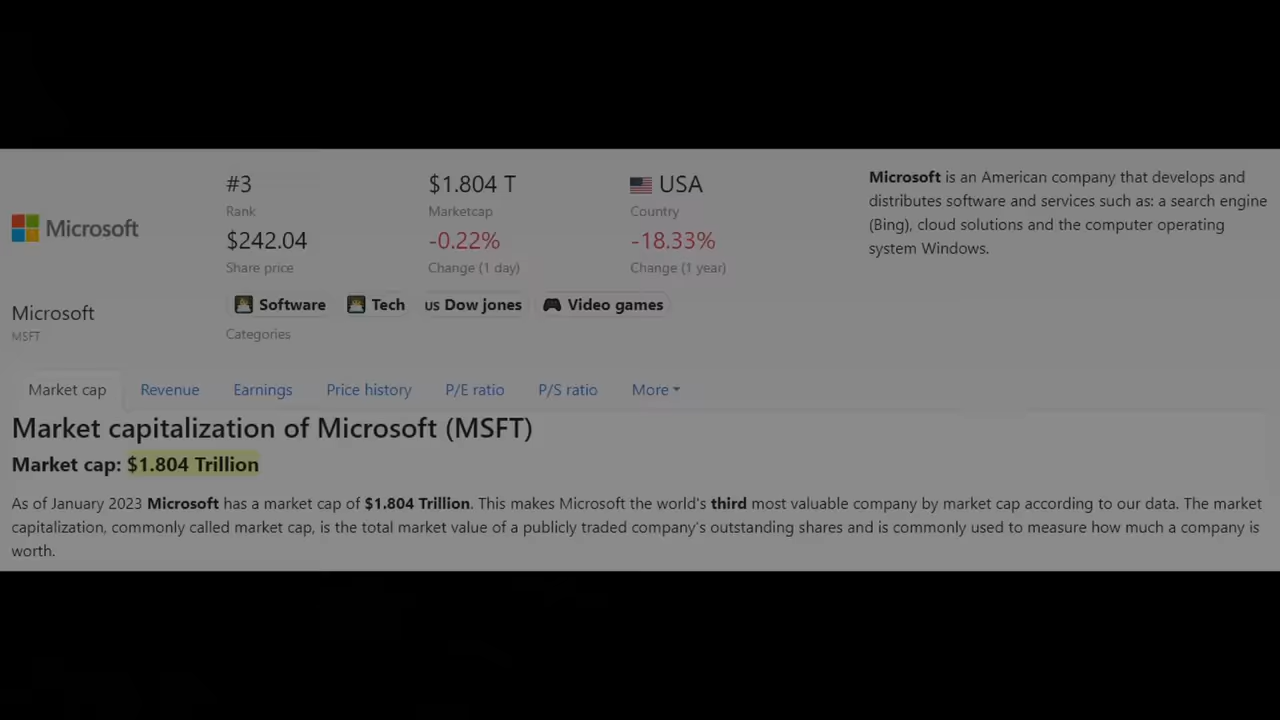 #3
Rank
$1.804 T
Marketcap
USA
Country
Microsoft
$242.04
Share price
-0.22%
Change (1 day)
-18.33%
Change (1 year)
Microsoft
MSFT
Software Tech US Dow jones Video games
Categories
Microsoft is an American company that develops and
distributes software and services such as: a search engine
(Bing), cloud solutions and the computer operating
system Windows.
Market cap Revenue Earnings Price history P/E ratio P/S ratio More
Market capitalization of Microsoft (MSFT)
Market cap: $1.804 Trillion
As of January 2023 Microsoft has a market cap of $1.804 Trillion. This makes Microsoft the world's third most valuable company by market cap according to our data. The market
capitalization, commonly called market cap, is the total market value of a publicly traded company's outstanding shares and is commonly used to measure how much a company is
worth.